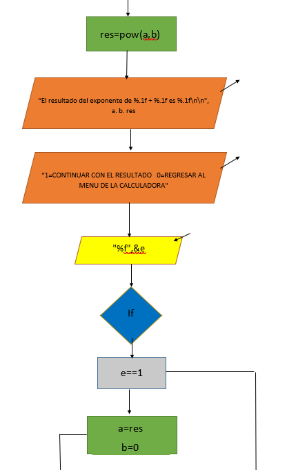 res=pow(a,b)
"El resultado del exponente de %.1f ÷ %.1f es %.1f\n\n",
a, b, res
"1=CONTINUAR CON EL RESULTADO 0=REGRESAR AL
MENU DE LA CALCULADORA"
"%f",&e
If
e==1
a=res
b=0